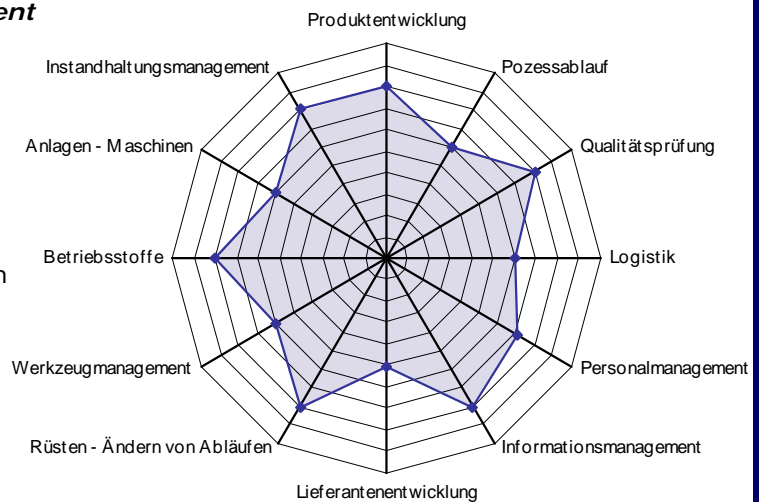 ent
Produktentwicklung
Instandhaltungsmanagement
Pozessablauf
Anlagen - Maschinen
Qualitätsprüfung
Betriebsstoffe
Logistik
n
Werkzeugmanagement
Personalmanagement
Rüsten - Ändern von Abläufen
Informationsmanagement
Lieferantenentwicklung